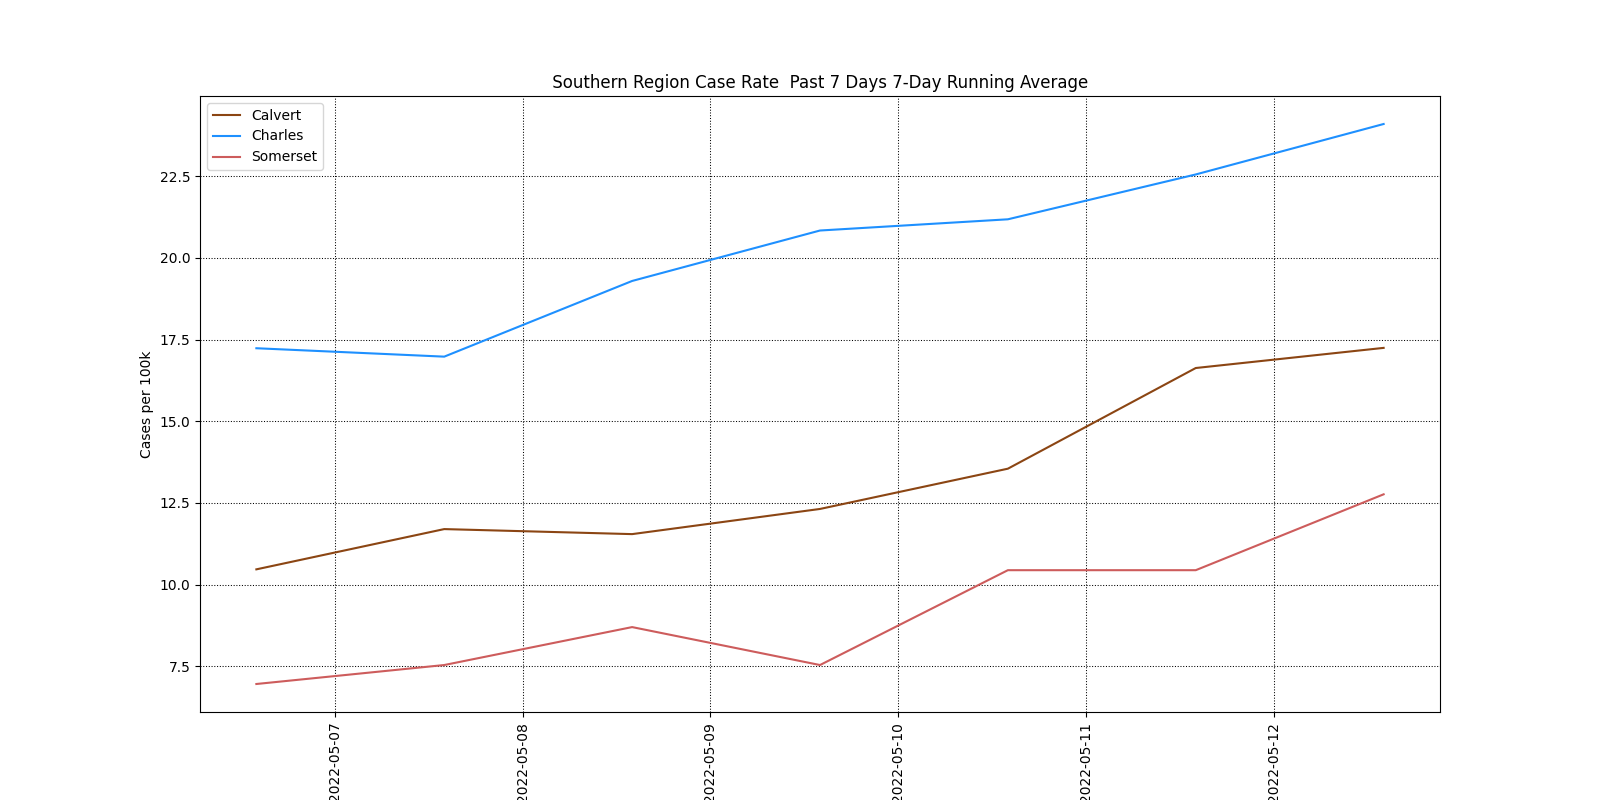 Southern Region Case Rate  Past 7 Days 7-Day Running Average
Calvert
Charles
Somerset
Cases per 100k
22.5
20.0
17.5
15.0
12.5
10.0
7.5
2022-05-07
2022-05-08
2022-05-09
2022-05-10
2022-05-11
2022-05-12